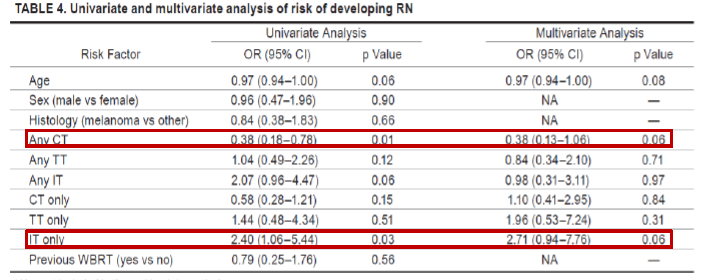 TABLE 4. Univariate and multivariate analysis of risk of developing RN
Univariate Analysis Multivariate Analysis
Risk Factor OR (95% CI) p Value OR (95% CI) p Value
Age 0.97 (0.94–1.00) 0.06 0.97 (0.94–1.00) 0.08
Sex (male vs female) 0.96 (0.47–1.96) 0.90 NA —
Histology (melanoma vs other) 0.84 (0.38–1.83) 0.66 NA —
Any CT 0.38 (0.18–0.78) 0.01 0.38 (0.13–1.06) 0.06
Any TT 1.04 (0.49–2.26) 0.12 0.84 (0.34–2.10) 0.71
Any IT 2.07 (0.96–4.47) 0.06 0.98 (0.31–3.11) 0.97
CT only 0.58 (0.28–1.21) 0.15 1.10 (0.41–2.95) 0.84
TT only 1.44 (0.48–4.34) 0.51 1.96 (0.53–7.24) 0.31
IT only 2.40 (1.06–5.44) 0.03 2.71 (0.94–7.76) 0.06
Previous WBRT (yes vs no) 0.79 (0.25–1.76) 0.56 NA —